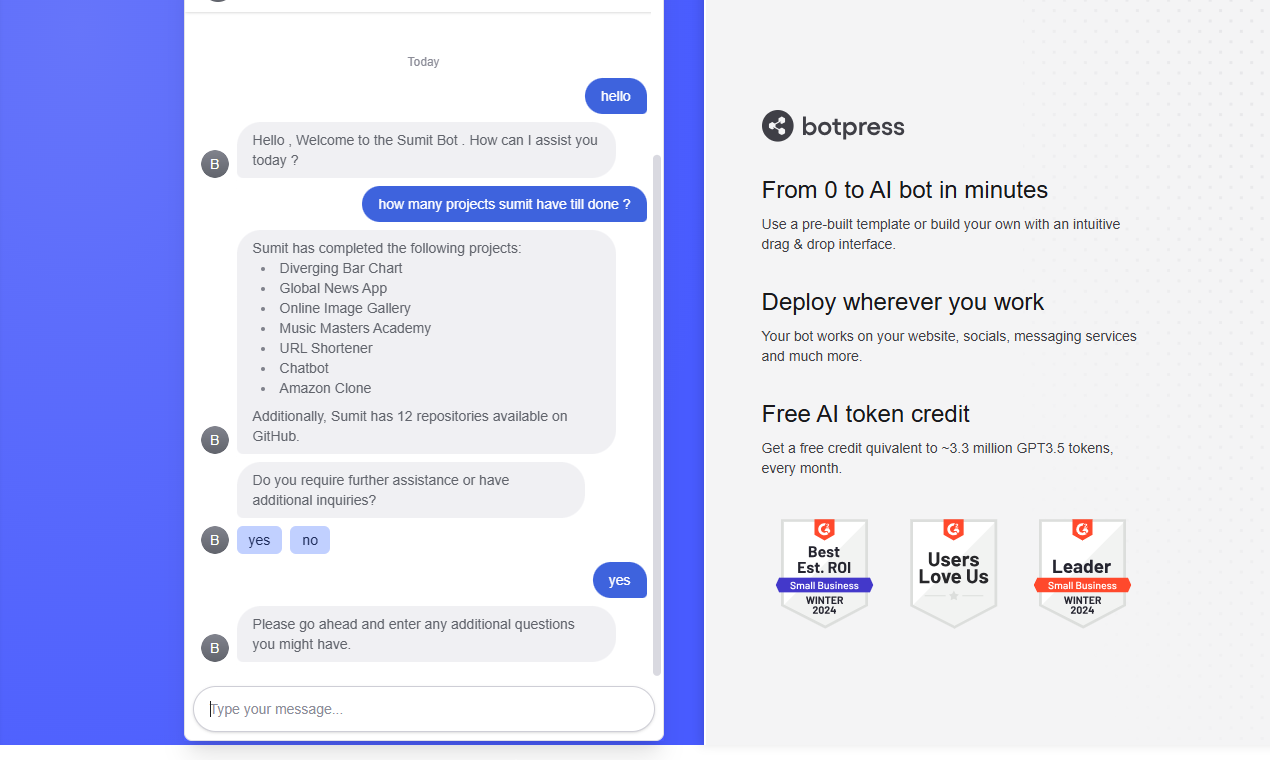 Today
hello
Hello , Welcome to the Sumit Bot . How can I assist you
today ?
B
how many projects sumit have till done ?
Sumit has completed the following projects:
• Diverging Bar Chart
• Global News App
• Online Image Gallery
• Music Masters Academy
• URL Shortener
• Chatbot
• Amazon Clone
Additionally, Sumit has 12 repositories available on
GitHub.
B
Do you require further assistance or have
additional inquiries?
B
yes no
yes
Please go ahead and enter any additional questions
you might have.
B
Type your message...
botpress
From 0 to AI bot in minutes
Use a pre-built template or build your own with an intuitive
drag & drop interface.
Deploy wherever you work
Your bot works on your website, socials, messaging services
and much more.
Free AI token credit
Get a free credit quivalent to ~3.3 million GPT3.5 tokens,
every month.
G
Best
Est. ROI
Small Business
WINTER
2024
G
Users
Love Us
G
Leader
Small Business
WINTER
2024